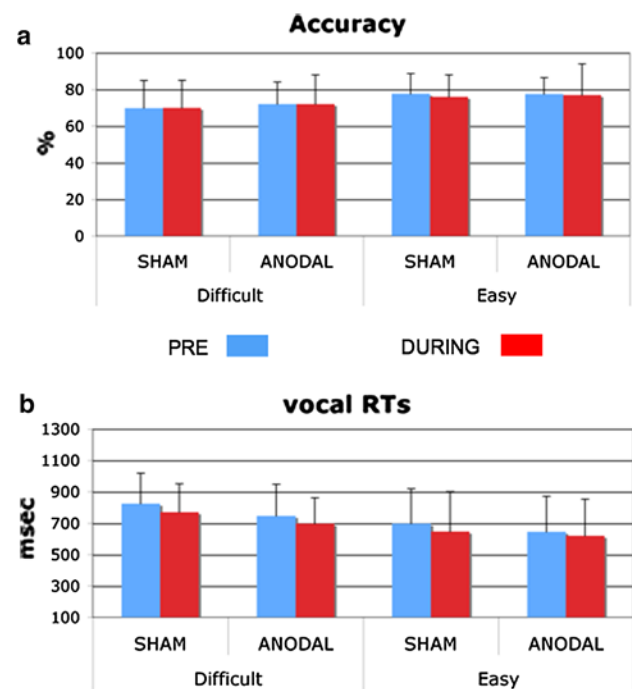 a
Accuracy
100
80
60
40
20
0
%
SHAM ANODAL SHAM ANODAL
Difficult Easy
PRE DURING
b
vocal RTs
1300
1100
900
700
500
300
100
msec
SHAM ANODAL SHAM ANODAL
Difficult Easy